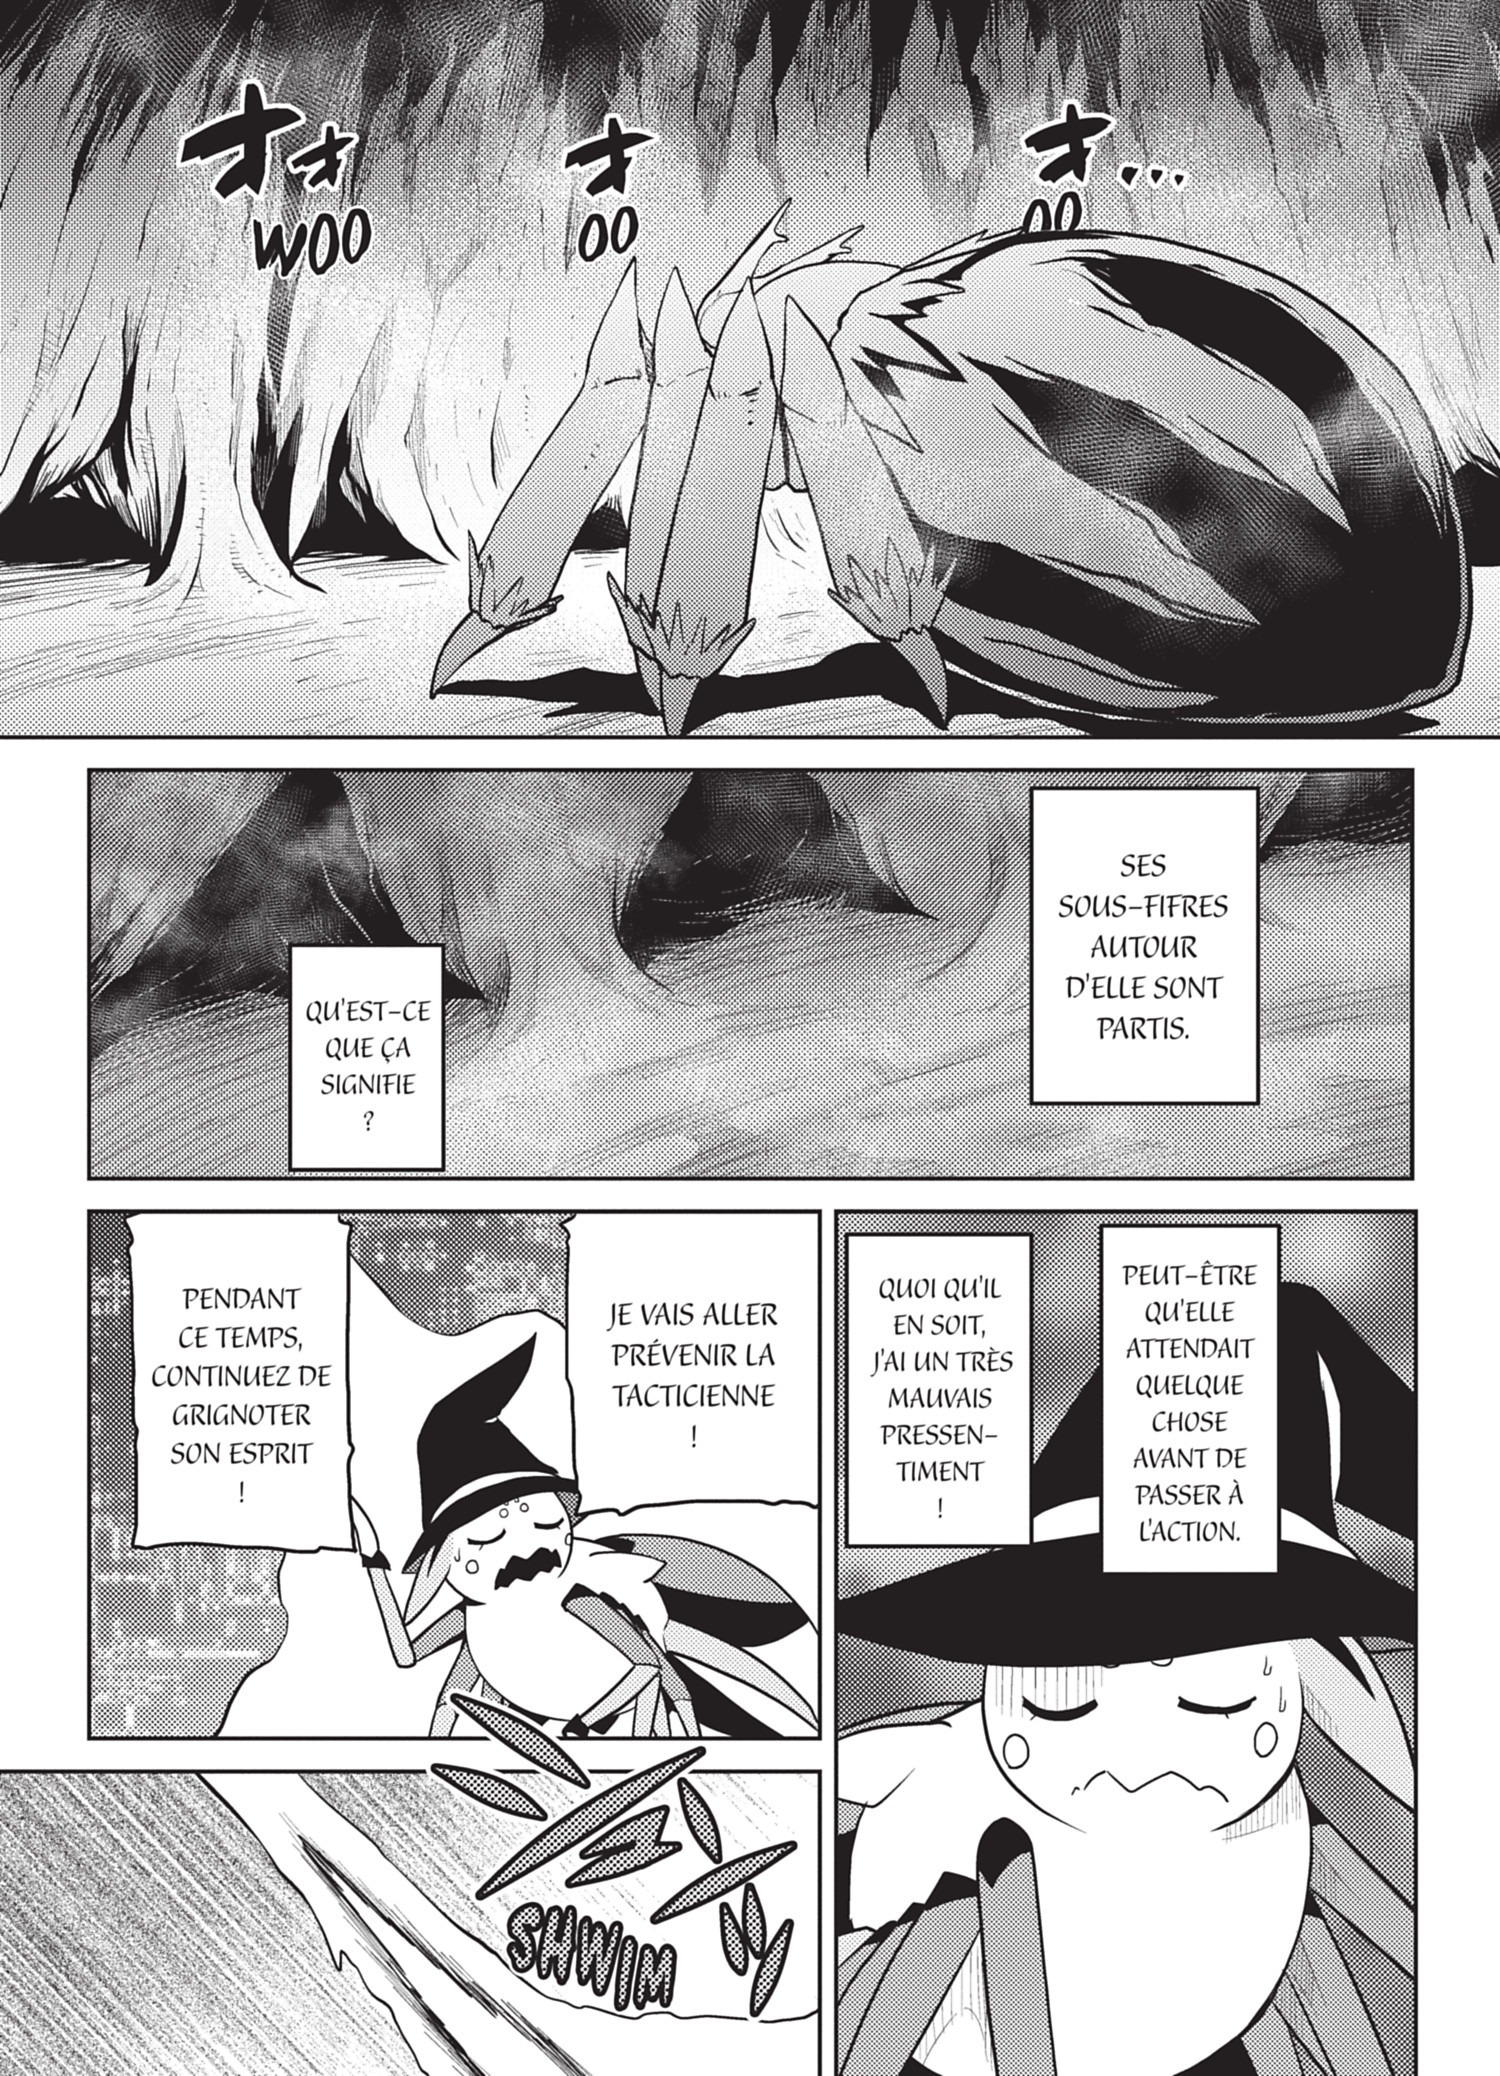 オオ
オ
オ...
WOO
OO
OO
SES
SOUS-FIFRES
AUTOUR
D'ELLE SONT
PARTIS.
QU'EST-CE
QUE ÇA
SIGNIFIE
?
PEUT-ÊTRE
QU'ELLE
ATTENDAIT
QUELQUE
CHOSE
AVANT DE
PASSER À
L'ACTION.
QUOI QU'IL
EN SOIT,
J'AI UN TRÈS
MAUVAIS
PRESSEN-
TIMENT
!
JE VAIS ALLER
PRÉVENIR LA
TACTICIENNE
!
PENDANT
CE TEMPS,
CONTINUEZ DE
GRIGNOTER
SON ESPRIT
!
SHWIM